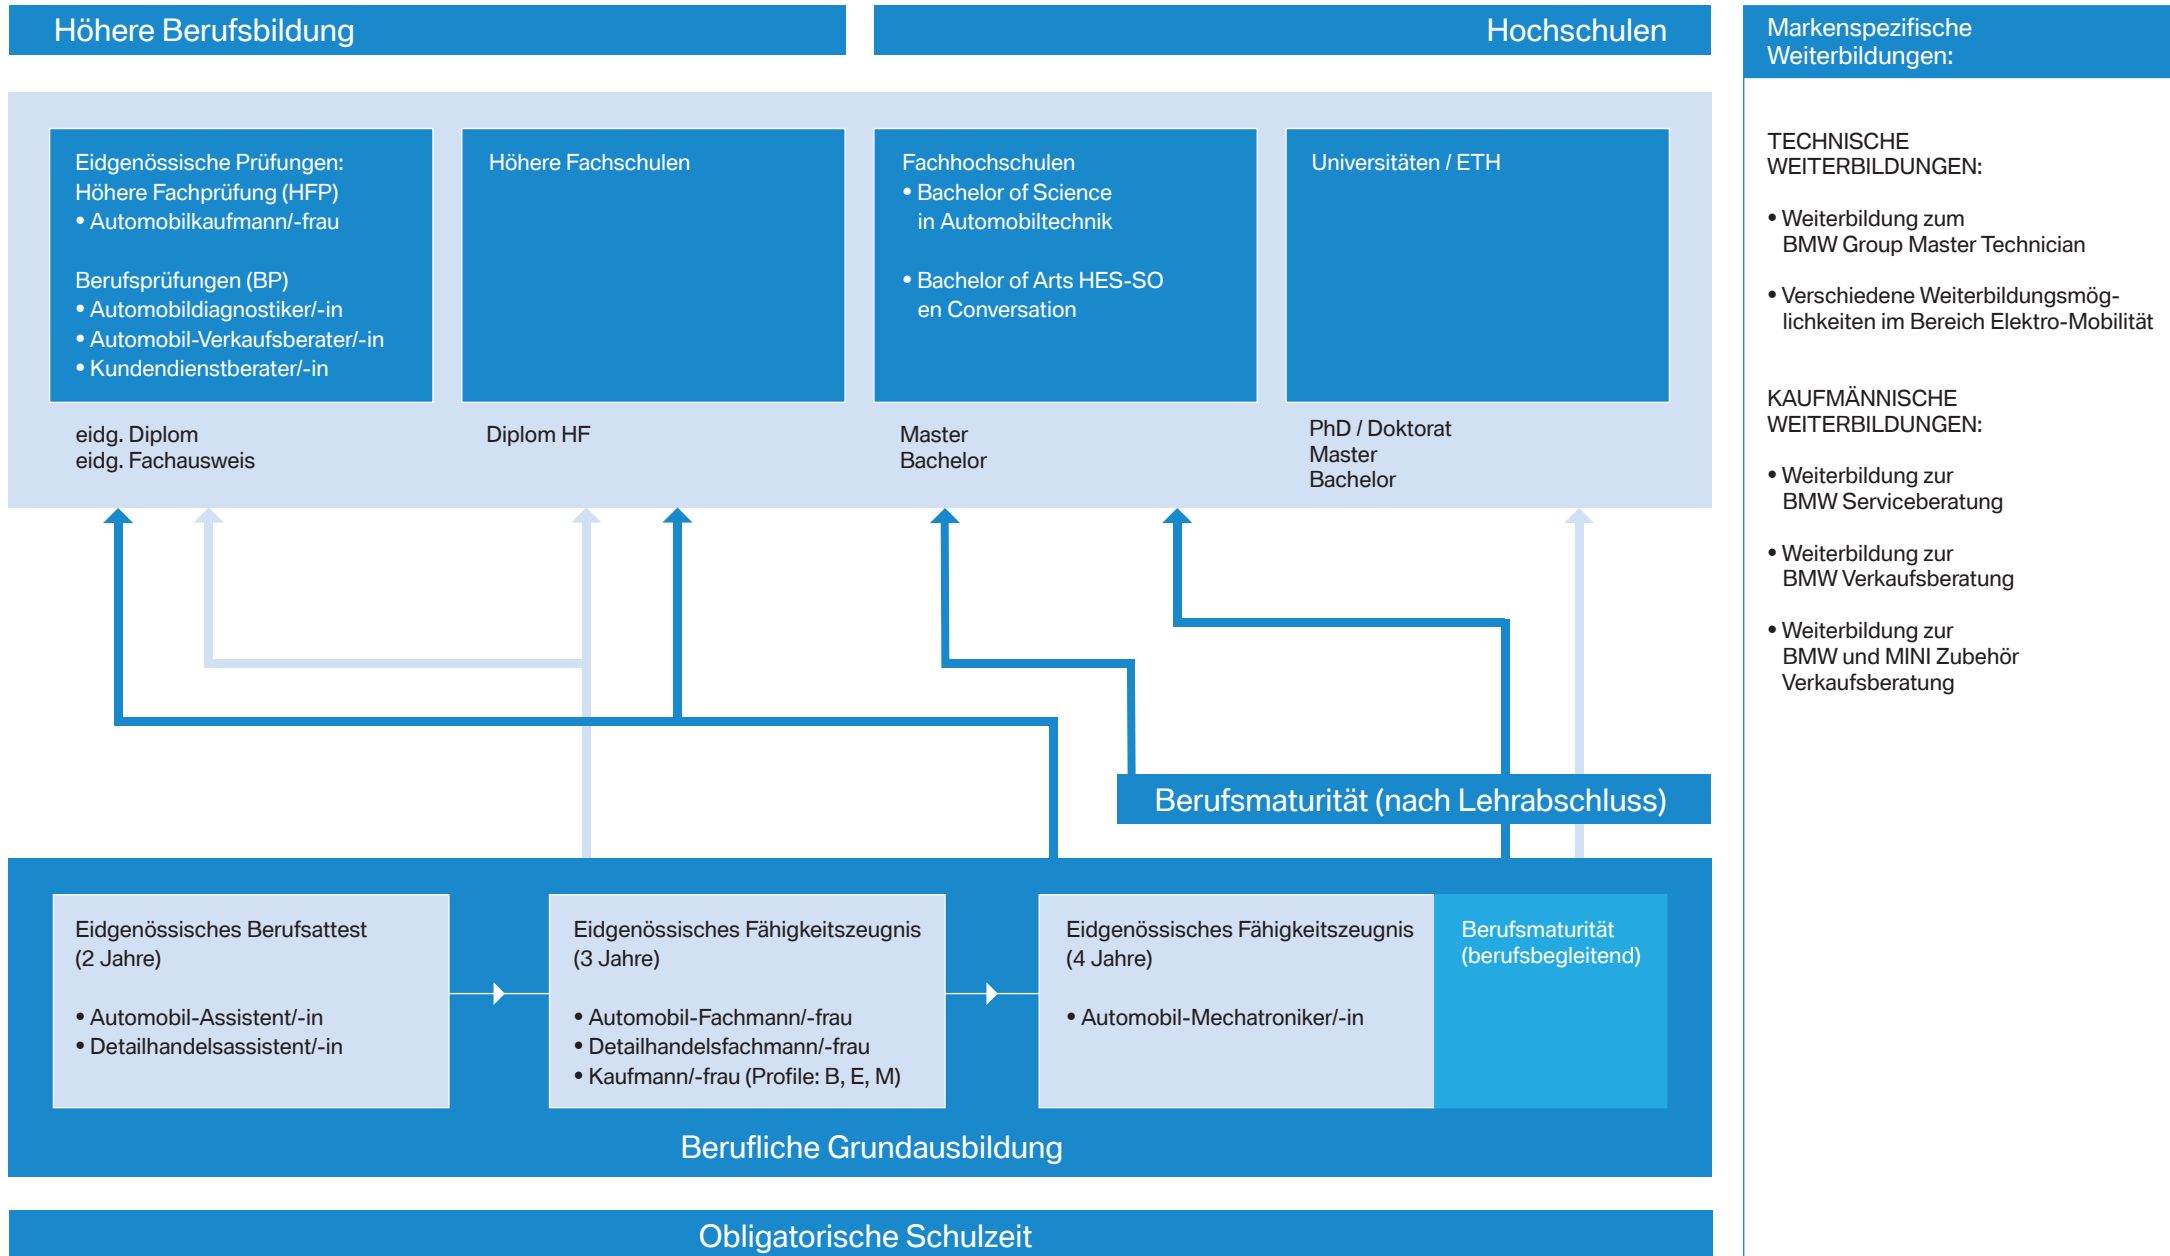 Höhere Berufsbildung
Hochschulen
Eidgenössische Prüfungen:
Höhere Fachprüfung (HFP)
• Automobilkaufmann/-frau
Berufsprüfungen (BP)
• Automobildiagnostiker/-in
• Automobil-Verkaufsberater/-in
• Kundendienstberater/-in
eidg. Diplom
eidg. Fachausweis
Höhere Fachschulen
Diplom HF
Fachhochschulen
• Bachelor of Science
in Automobiltechnik
• Bachelor of Arts HES-SO
en Conversation
Master
Bachelor
Universitäten / ETH
PhD / Doktorat
Master
Bachelor
Berufsmaturität (nach Lehrabschluss)
Eidgenössisches Berufsattest
(2 Jahre)
• Automobil-Assistent/-in
• Detailhandelsassistent/-in
Eidgenössisches Fähigkeitszeugnis
(3 Jahre)
• Automobil-Fachmann/-frau
• Detailhandelsfachmann/-frau
• Kaufmann/-frau (Profile: B, E, M)
Eidgenössisches Fähigkeitszeugnis
(4 Jahre)
• Automobil-Mechatroniker/-in
Berufsmaturität
(berufsbegleitend)
Berufliche Grundausbildung
Obligatorische Schulzeit
Markenspezifische
Weiterbildungen:
TECHNISCHE
WEITERBILDUNGEN:
• Weiterbildung zum
BMW Group Master Technician
• Verschiedene Weiterbildungsmög-
lichkeiten im Bereich Elektro-Mobilität
KAUFMÄNNISCHE
WEITERBILDUNGEN:
• Weiterbildung zur
BMW Serviceberatung
• Weiterbildung zur
BMW Verkaufsberatung
• Weiterbildung zur
BMW und MINI Zubehör
Verkaufsberatung